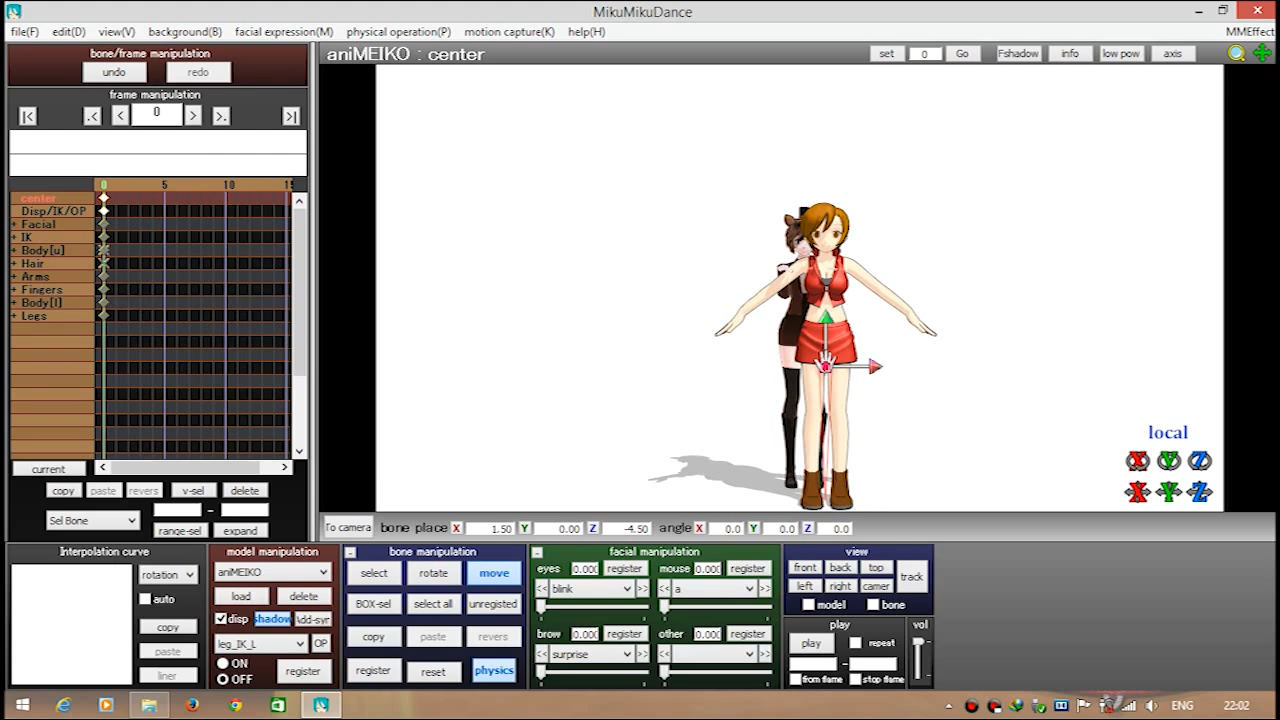 MikuMikuDance
file(F) edit(D) view(V) background(B) facial expression(M) physical operation(P) motion capture(K) help(H) MMEffect
bone/frame manipulation
undo redo
frame manipulation
|< .< < 0 > >. >|
aniMEIKO : center
set 0 Go Fshadow info low pow axis
0 5 10 15
center
Disp/IK/OP
+ Facial
+ IK
+ Body[u]
+ Hair
+ Arms
+ Fingers
+ Body[l]
+ Legs
current < >
copy paste revers v-sel delete
Sel Bone -
range-sel expand
local
X Y Z
X Y Z
To camera bone place X 1.50 Y 0.00 Z -4.50 angle X 0.0 Y 0.0 Z 0.0
Interpolation curve
rotation
auto
copy
paste
liner
model manipulation
aniMEIKO
load delete
disp shadow Add-syn
leg_IK_L OP
ON
OFF
register
- bone manipulation
select rotate move
BOX-sel select all unregisted
copy paste revers
register reset physics
- facial manipulation
eyes 0.000 register mouse 0.000 register
<< blink >> << a >>
brow 0.000 register other 0.000 register
<< surprise >> << >>
view
front back top
left right camer
track
model bone
play
play repeat
-
from flame stop flame
vol
ENG 22:02